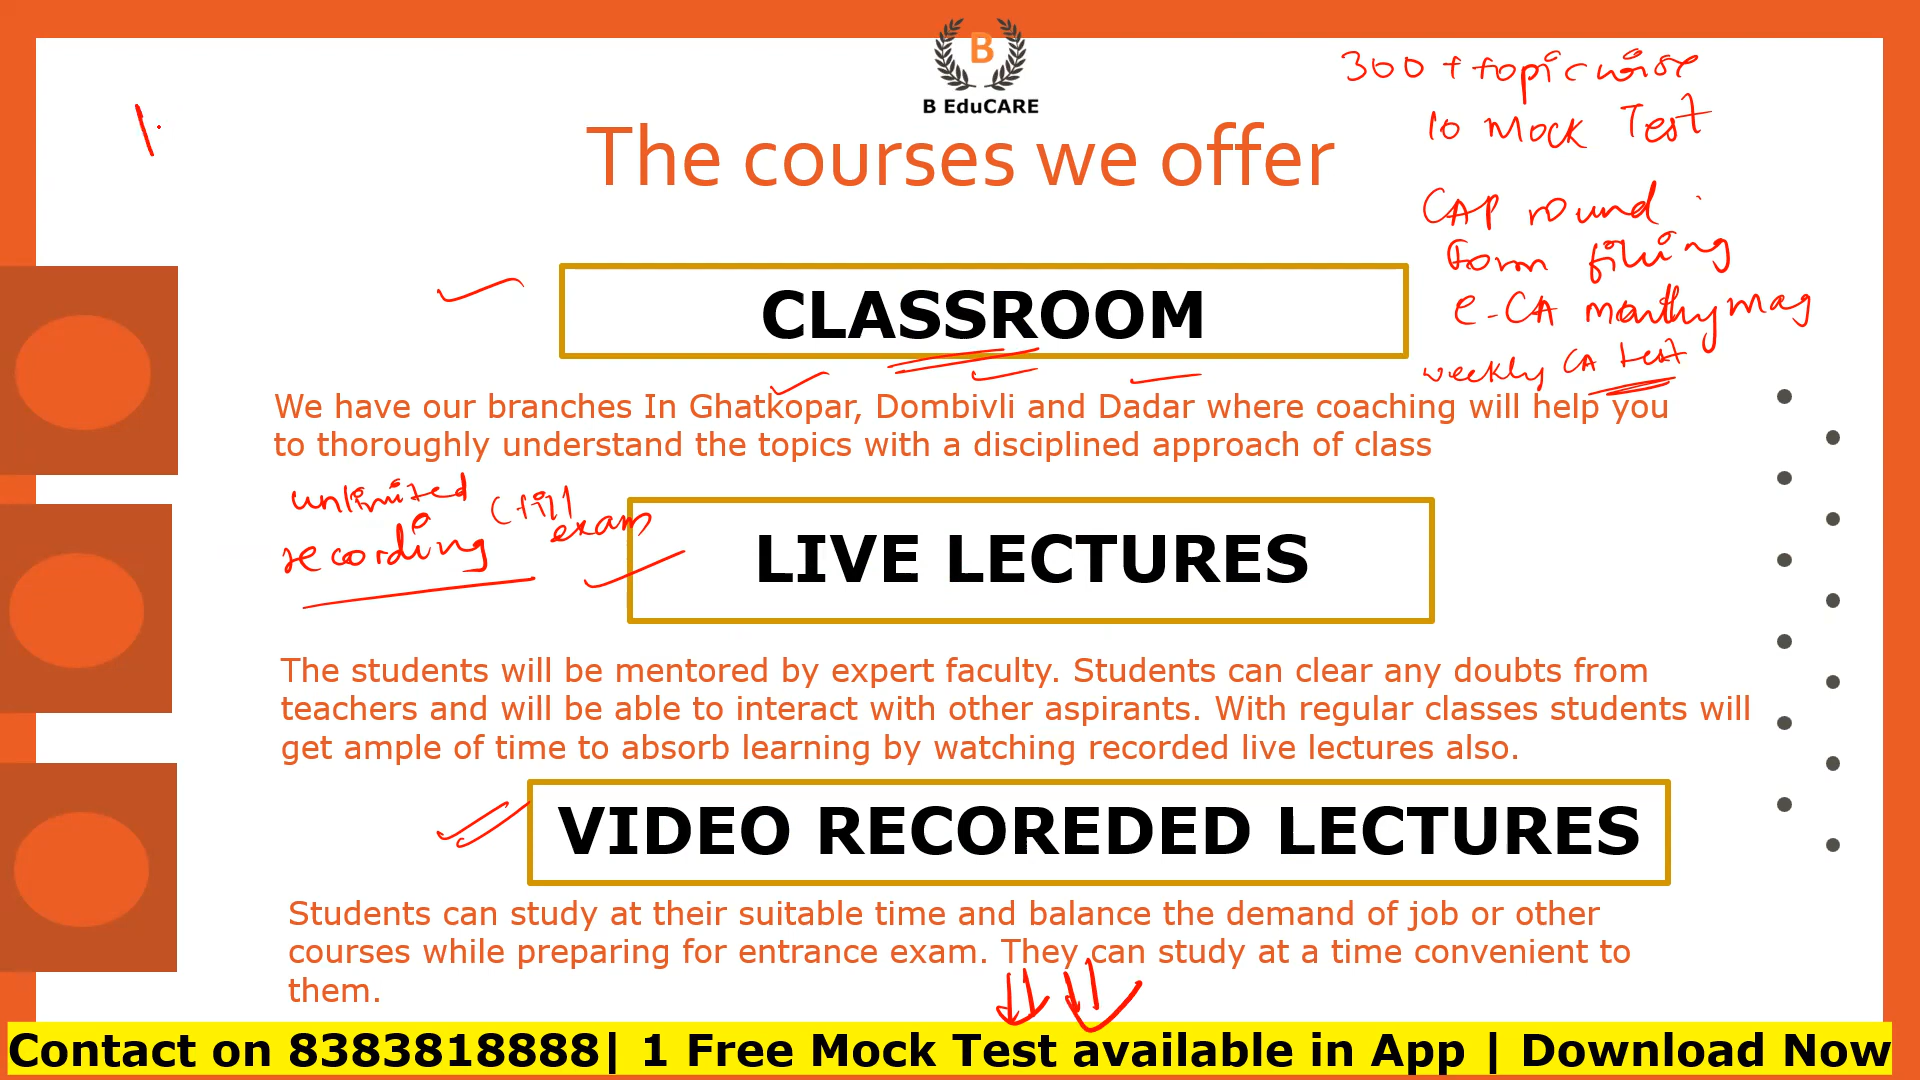 B
B EduCARE
The courses we offer
300 + topic wise
10 Mock Test
CAP round
form filling
e-CA monthly mag
weekly CA test
CLASSROOM
We have our branches In Ghatkopar, Dombivli and Dadar where coaching will help you
to thoroughly understand the topics with a disciplined approach of class
unlimited
recording
(till
exam
LIVE LECTURES
The students will be mentored by expert faculty. Students can clear any doubts from
teachers and will be able to interact with other aspirants. With regular classes students will
get ample of time to absorb learning by watching recorded live lectures also.
VIDEO RECOREDED LECTURES
Students can study at their suitable time and balance the demand of job or other
courses while preparing for entrance exam. They can study at a time convenient to
them.
Contact on 8383818888| 1 Free Mock Test available in App | Download Now